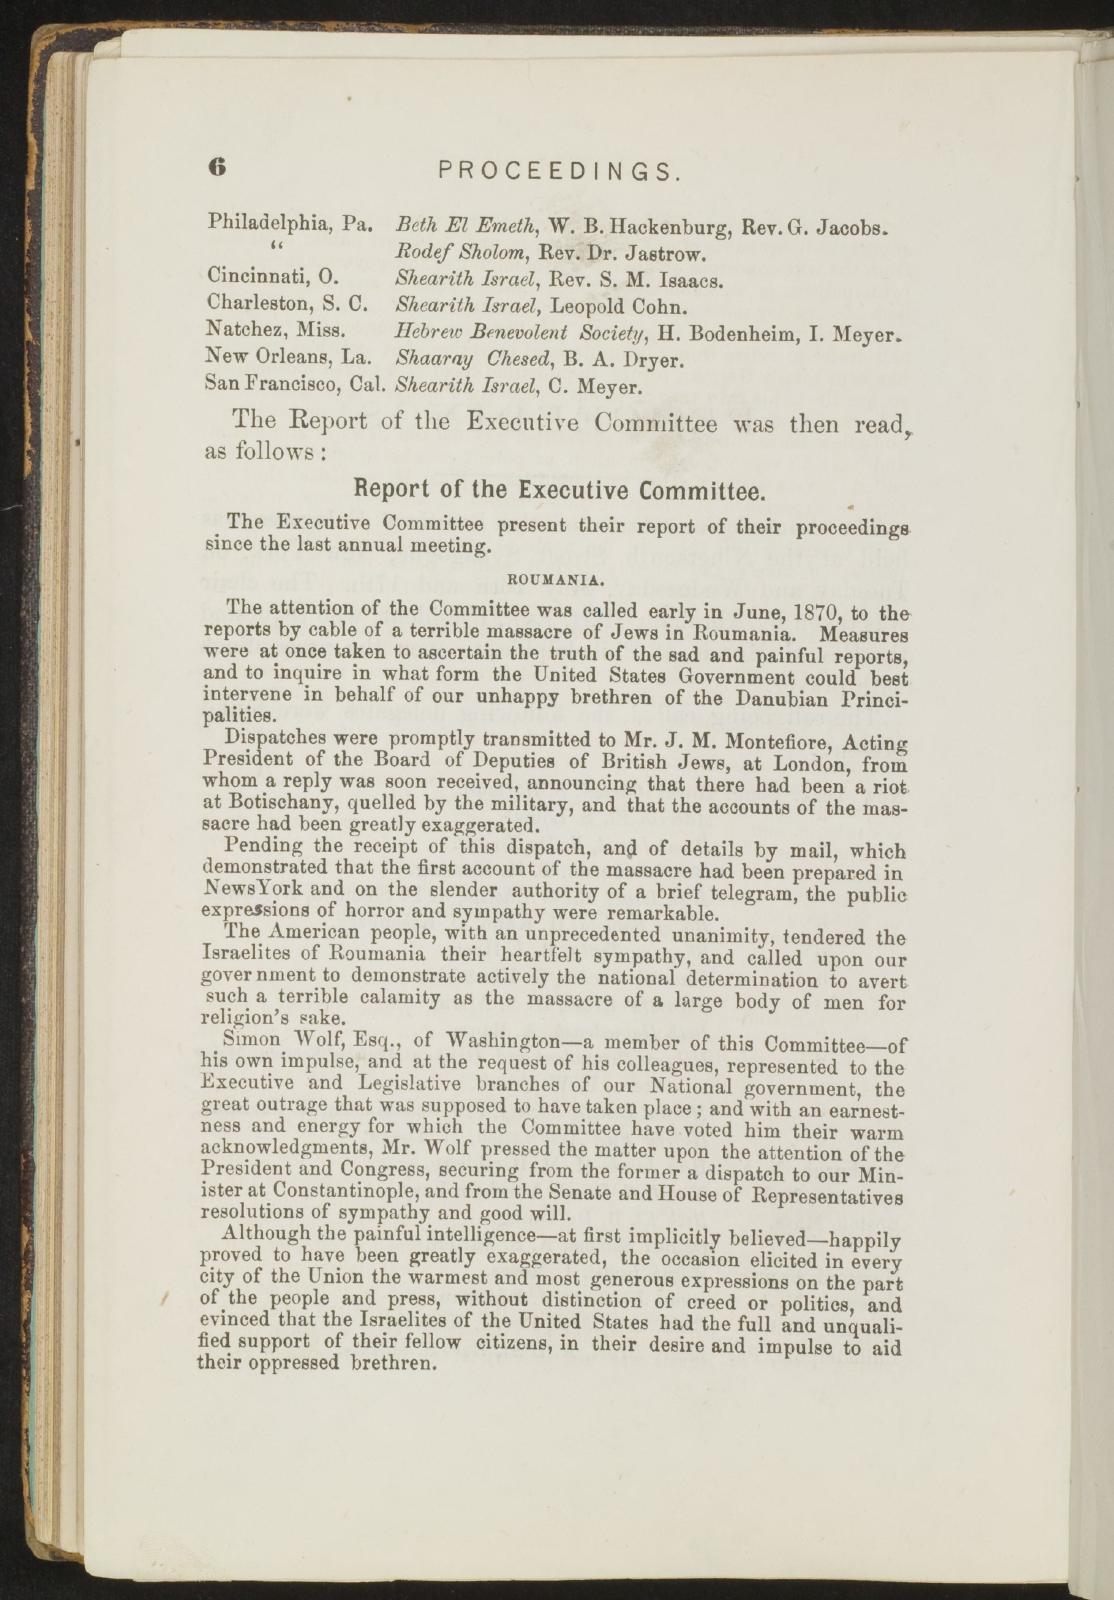 6 PROCEEDINGS.
Philadelphia, Pa. Beth El Emeth, W. B. Hackenburg, Rev. G. Jacobs.
“ Rodef Sholom, Rev. Dr. Jastrow.
Cincinnati, O. Shearith Israel, Rev. S. M. Isaacs.
Charleston, S. C. Shearith Israel, Leopold Cohn.
Natchez, Miss. Hebrew Benevolent Society, H. Bodenheim, I. Meyer.
New Orleans, La. Shaaray Chesed, B. A. Dryer.
San Francisco, Cal. Shearith Israel, C. Meyer.
The Report of the Executive Committee was then read,
as follows :
Report of the Executive Committee.
The Executive Committee present their report of their proceedings
since the last annual meeting.
ROUMANIA.
The attention of the Committee was called early in June, 1870, to the
reports by cable of a terrible massacre of Jews in Roumania. Measures
were at once taken to ascertain the truth of the sad and painful reports,
and to inquire in what form the United States Government could best
intervene in behalf of our unhappy brethren of the Danubian Princi-
palities.
Dispatches were promptly transmitted to Mr. J. M. Montefiore, Acting
President of the Board of Deputies of British Jews, at London, from
whom a reply was soon received, announcing that there had been a riot
at Botischany, quelled by the military, and that the accounts of the mas-
sacre had been greatly exaggerated.
Pending the receipt of this dispatch, and of details by mail, which
demonstrated that the first account of the massacre had been prepared in
NewsYork and on the slender authority of a brief telegram, the public
expressions of horror and sympathy were remarkable.
The American people, with an unprecedented unanimity, tendered the
Israelites of Roumania their heartfelt sympathy, and called upon our
government to demonstrate actively the national determination to avert
such a terrible calamity as the massacre of a large body of men for
religion's sake.
Simon Wolf, Esq., of Washington—a member of this Committee—of
his own impulse, and at the request of his colleagues, represented to the
Executive and Legislative branches of our National government, the
great outrage that was supposed to have taken place ; and with an earnest-
ness and energy for which the Committee have voted him their warm
acknowledgments, Mr. Wolf pressed the matter upon the attention of the
President and Congress, securing from the former a dispatch to our Min-
ister at Constantinople, and from the Senate and House of Representatives
resolutions of sympathy and good will.
Although the painful intelligence—at first implicitly believed—happily
proved to have been greatly exaggerated, the occasion elicited in every
city of the Union the warmest and most generous expressions on the part
of the people and press, without distinction of creed or politics, and
evinced that the Israelites of the United States had the full and unquali-
fied support of their fellow citizens, in their desire and impulse to aid
their oppressed brethren.